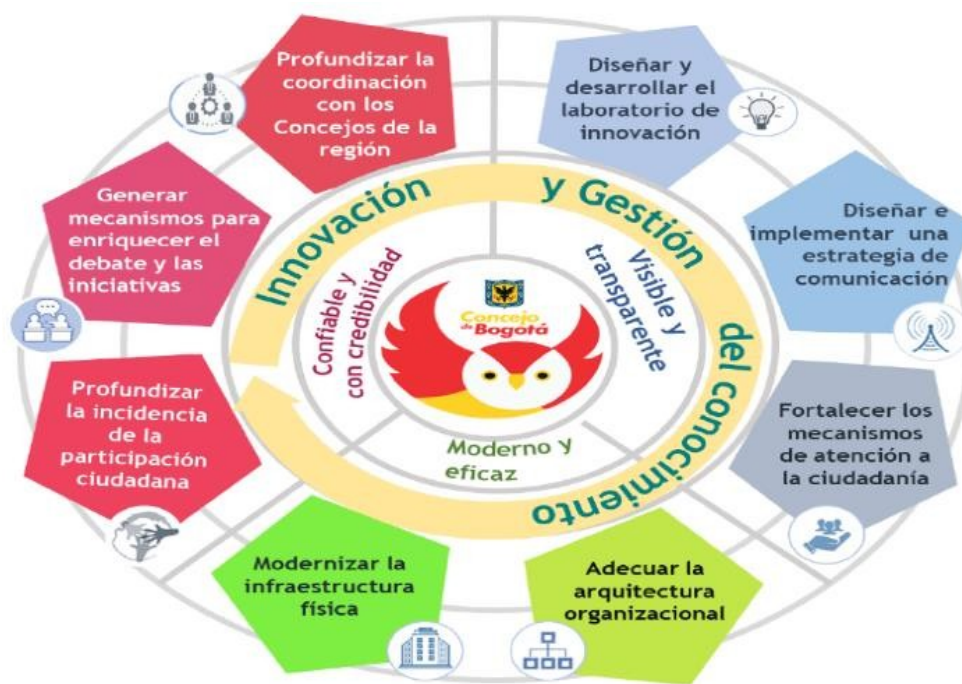 Profundizar la
coordinación
con los
Concejos de la
región
Diseñar y
desarrollar el
laboratorio de
innovación
Generar
mecanismos para
enriquecer el
debate y las
iniciativas
Diseñar e
implementar una
estrategia de
comunicación
Innovación y Gestión del conocimiento
Confiable y
con credibilidad
Visible y
transparente
Concejo
de Bogotá
Moderno y
eficaz
Profundizar
la incidencia
de la
participación
ciudadana
Fortalecer los
mecanismos
de atención a
la ciudadanía
Modernizar la
infraestructura
física
Adecuar la
arquitectura
organizacional